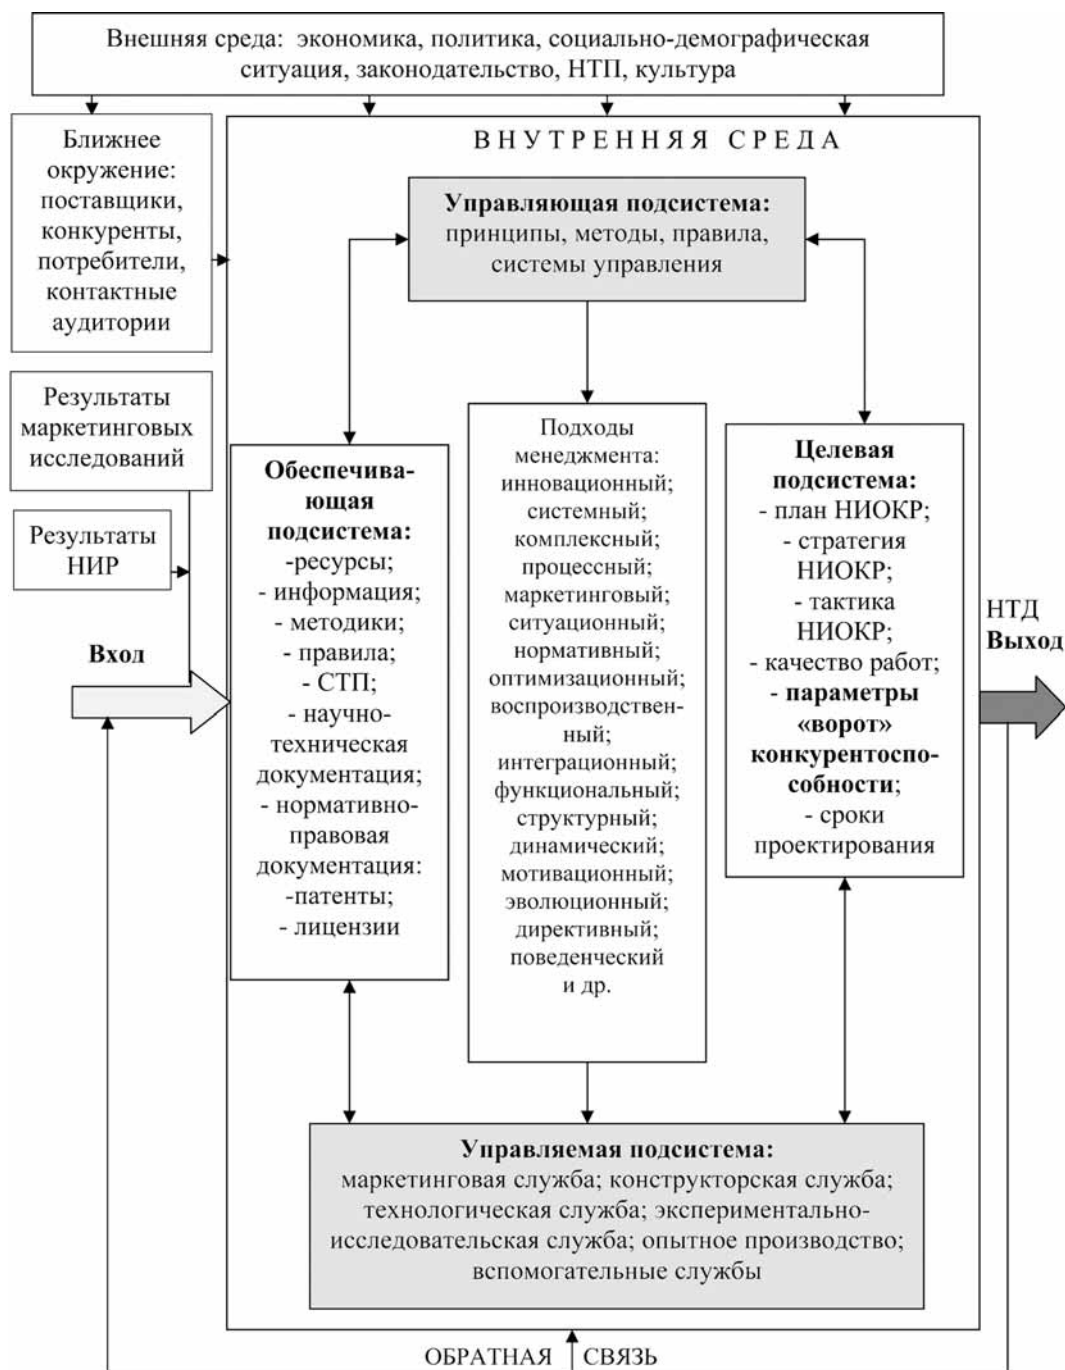 Внешняя среда: экономика, политика, социально-демографическая
ситуация, законодательство, НТП, культура
Ближнее
окружение:
поставщики,
конкуренты,
потребители,
контактные
аудитории
ВНУТРЕННЯЯ СРЕДА
Управляющая подсистема:
принципы, методы, правила,
системы управления
Результаты
маркетинговых
исследований
Результаты
НИР
Вход
Обеспечива-
ющая
подсистема:
-ресурсы;
- информация;
- методики;
- правила;
- СТП;
- научно-
техническая
документация;
- нормативно-
правовая
документация:
-патенты;
- лицензии
Подходы
менеджмента:
инновационный;
системный;
комплексный;
процессный;
маркетинговый;
ситуационный;
нормативный;
оптимизационный;
воспроизводствен-
ный;
интеграционный;
функциональный;
структурный;
динамический;
мотивационный;
эволюционный;
директивный;
поведенческий
и др.
Целевая
подсистема:
- план НИОКР;
- стратегия
НИОКР;
- тактика
НИОКР;
- качество работ;
- параметры
«ворот»
конкурентоспо-
собности;
- сроки
проектирования
НТД
Выход
Управляемая подсистема:
маркетинговая служба; конструкторская служба;
технологическая служба; экспериментально-
исследовательская служба; опытное производство;
вспомогательные службы
ОБРАТНАЯ СВЯЗЬ